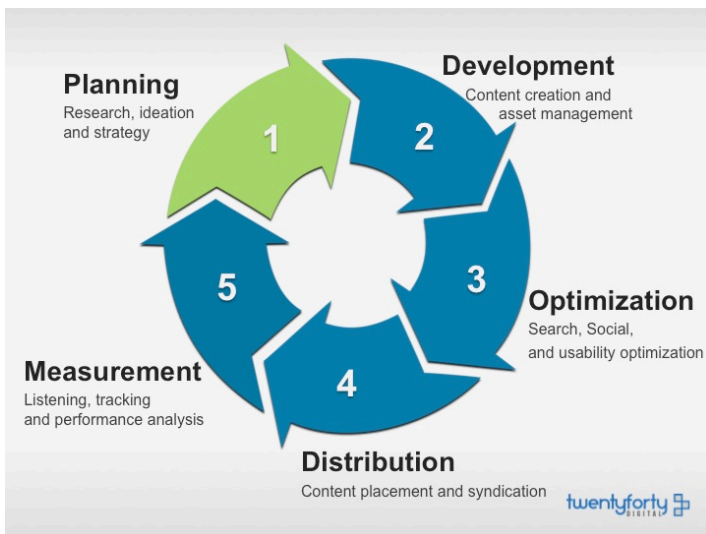 Planning
Research, ideation
and strategy
1
Development
Content creation and
asset management
2
3
Optimization
Search, Social,
and usability optimization
4
Distribution
Content placement and syndication
5
Measurement
Listening, tracking
and performance analysis
twentyforty
DIGITAL